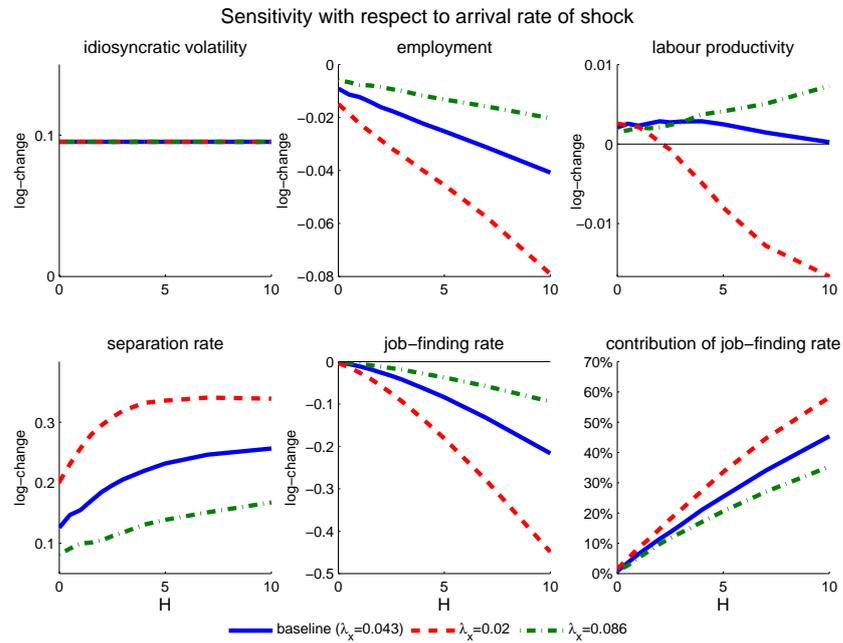 Sensitivity with respect to arrival rate of shock
idiosyncratic volatility
0.1
0
log−change
0
5
10
employment
0
−0.02
−0.04
−0.06
−0.08
log−change
0
5
10
labour productivity
0.01
0
−0.01
log−change
0
5
10
separation rate
0.3
0.2
0.1
log−change
0
5
10
H
job−finding rate
0
−0.1
−0.2
−0.3
−0.4
−0.5
log−change
0
5
10
H
contribution of job−finding rate
70%
60%
50%
40%
30%
20%
10%
0%
0
5
10
H
baseline (λx=0.043) λx=0.02 λx=0.086